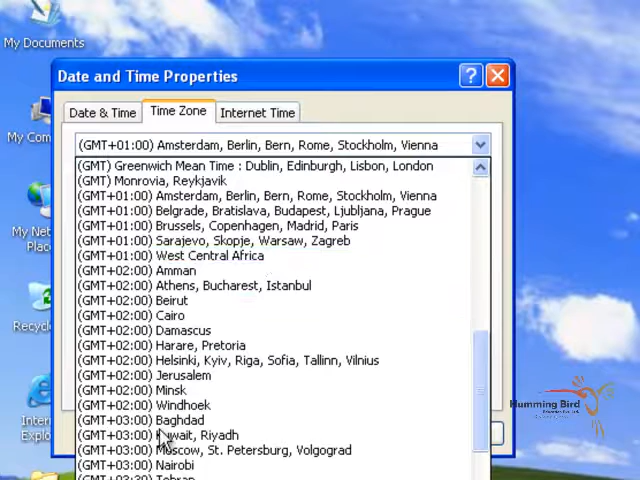 My Documents
Date and Time Properties
Date & Time
Time Zone
Internet Time
My Com
(GMT+01:00) Amsterdam, Berlin, Bern, Rome, Stockholm, Vienna
(GMT) Greenwich Mean Time : Dublin, Edinburgh, Lisbon, London
(GMT) Monrovia, Reykjavik
(GMT+01:00) Amsterdam, Berlin, Bern, Rome, Stockholm, Vienna
(GMT+01:00) Belgrade, Bratislava, Budapest, Ljubljana, Prague
(GMT+01:00) Brussels, Copenhagen, Madrid, Paris
(GMT+01:00) Sarajevo, Skopje, Warsaw, Zagreb
(GMT+01:00) West Central Africa
(GMT+02:00) Amman
(GMT+02:00) Athens, Bucharest, Istanbul
(GMT+02:00) Beirut
(GMT+02:00) Cairo
(GMT+02:00) Damascus
(GMT+02:00) Harare, Pretoria
(GMT+02:00) Helsinki, Kyiv, Riga, Sofia, Tallinn, Vilnius
(GMT+02:00) Jerusalem
(GMT+02:00) Minsk
(GMT+02:00) Windhoek
(GMT+03:00) Baghdad
(GMT+03:00) Kuwait, Riyadh
(GMT+03:00) Moscow, St. Petersburg, Volgograd
(GMT+03:00) Nairobi
(GMT+03:30) Tehran
My Net
Place
Recycl
Inter
Explo
Humming Bird